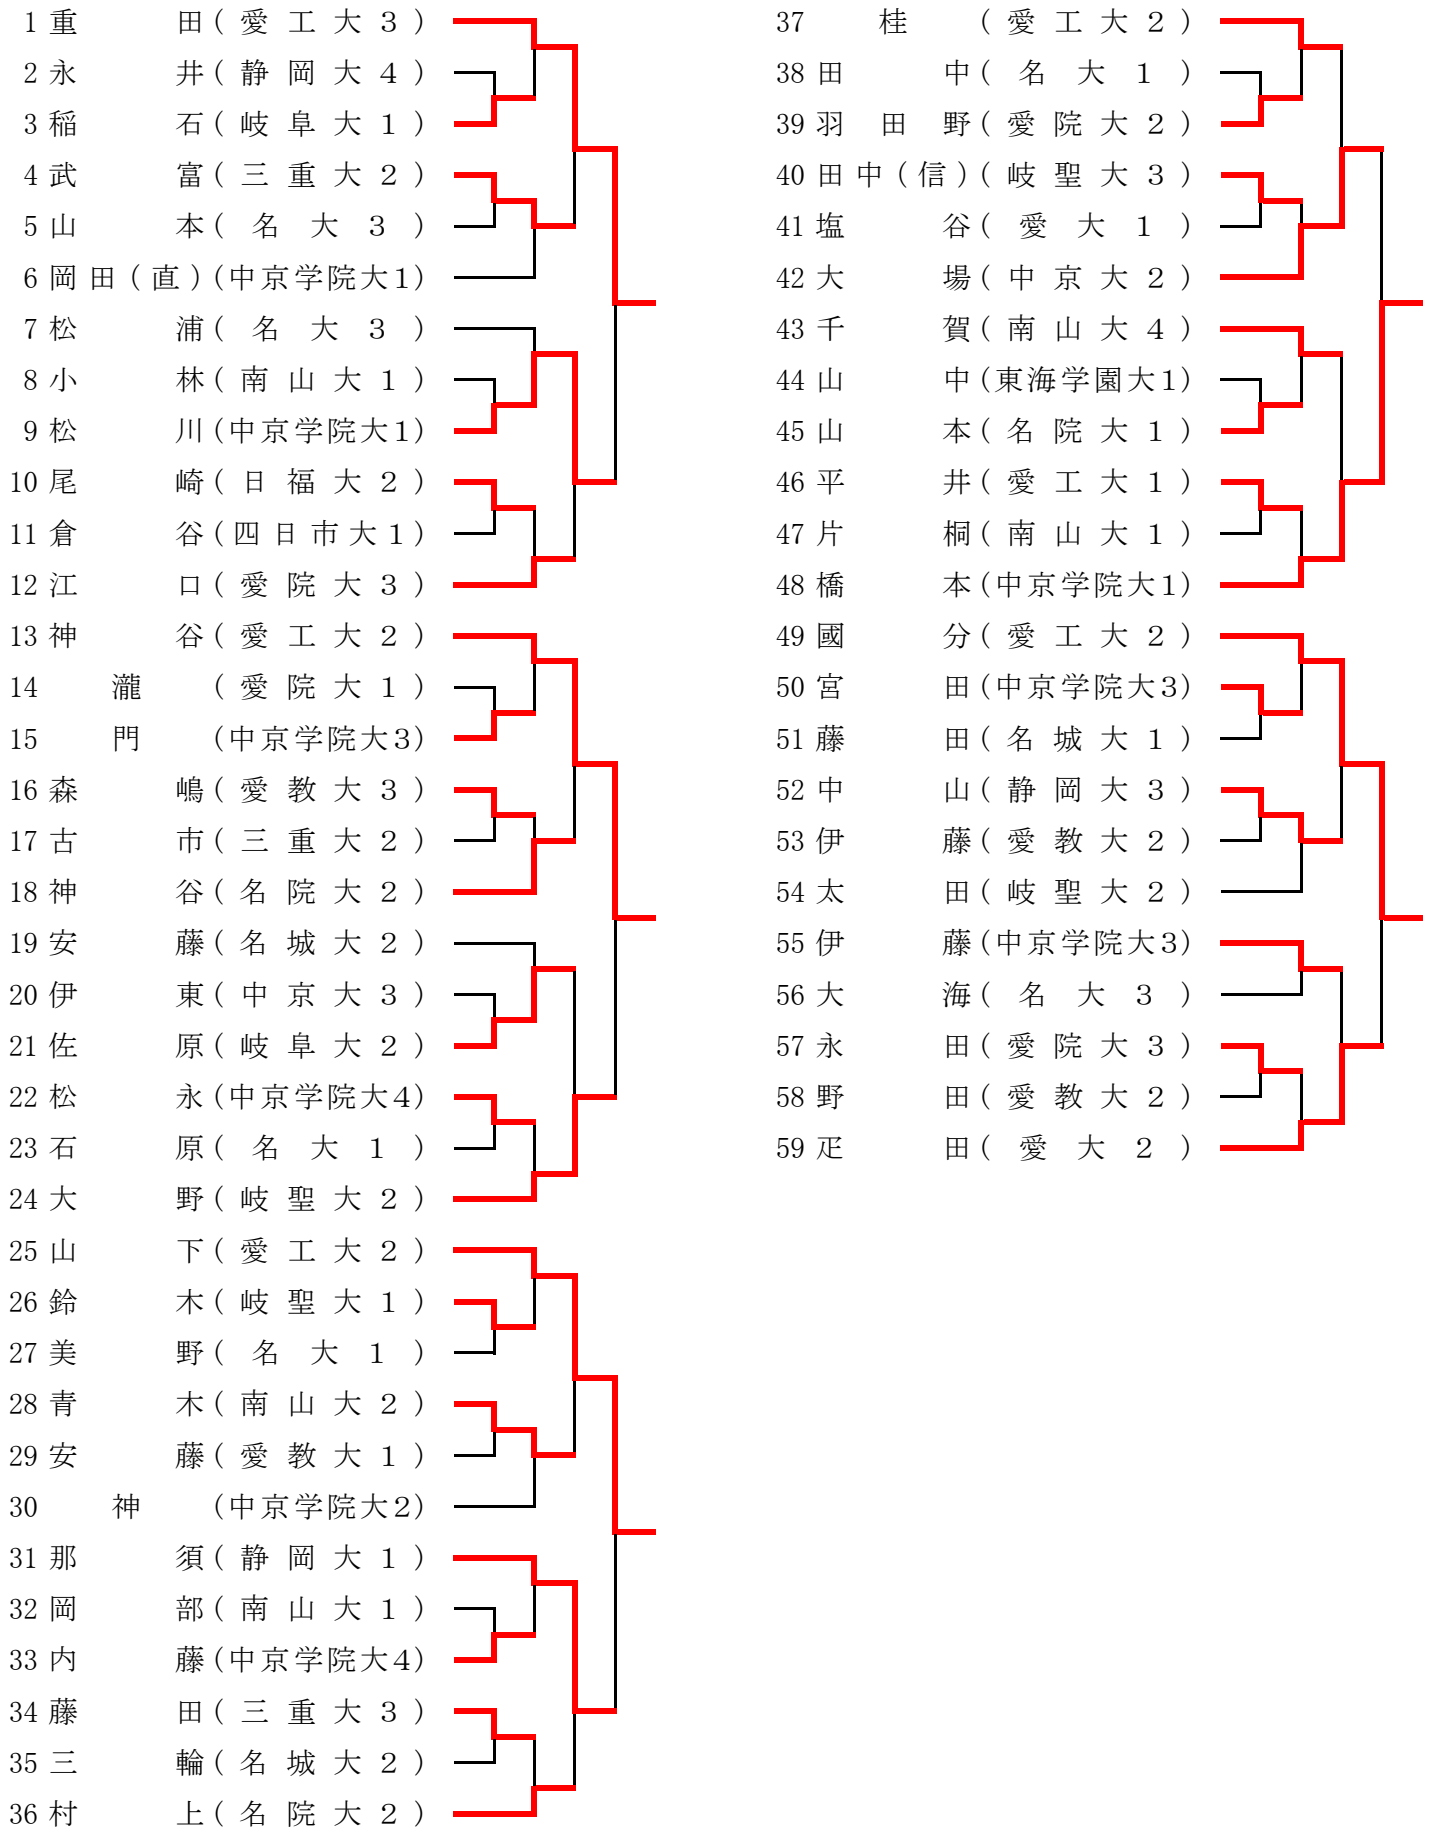 1 重田(愛工大3)
2 永井(静岡大4)
3 稲石(岐阜大1)
4 武富(三重大2)
5 山本(名大3)
6 岡田(直)(中京学院大1)
7 松浦(名大3)
8 小林(南山大1)
9 松川(中京学院大1)
10 尾崎(日福大2)
11 倉谷(四日市大1)
12 江口(愛院大3)
13 神谷(愛工大2)
14 瀧(愛院大1)
15 門(中京学院大3)
16 森嶋(愛教大3)
17 古市(三重大2)
18 神谷(名院大2)
19 安藤(名城大2)
20 伊東(中京大3)
21 佐原(岐阜大2)
22 松永(中京学院大4)
23 石原(名大1)
24 大野(岐聖大2)
25 山下(愛工大2)
26 鈴木(岐聖大1)
27 美野(名大1)
28 青木(南山大2)
29 安藤(愛教大1)
30 神(中京学院大2)
31 那須(静岡大1)
32 岡部(南山大1)
33 内藤(中京学院大4)
34 藤田(三重大3)
35 三輪(名城大2)
36 村上(名院大2)
37 桂(愛工大2)
38 田中(名大1)
39 羽田野(愛院大2)
40 田中(信)(岐聖大3)
41 塩谷(愛大1)
42 大場(中京大2)
43 千賀(南山大4)
44 山中(東海学園大1)
45 山本(名院大1)
46 平井(愛工大1)
47 片桐(南山大1)
48 橋本(中京学院大1)
49 國分(愛工大2)
50 宮田(中京学院大3)
51 藤田(名城大1)
52 中山(静岡大3)
53 伊藤(愛教大2)
54 太田(岐聖大2)
55 伊藤(中京学院大3)
56 大海(名大3)
57 永田(愛院大3)
58 野田(愛教大2)
59 疋田(愛大2)